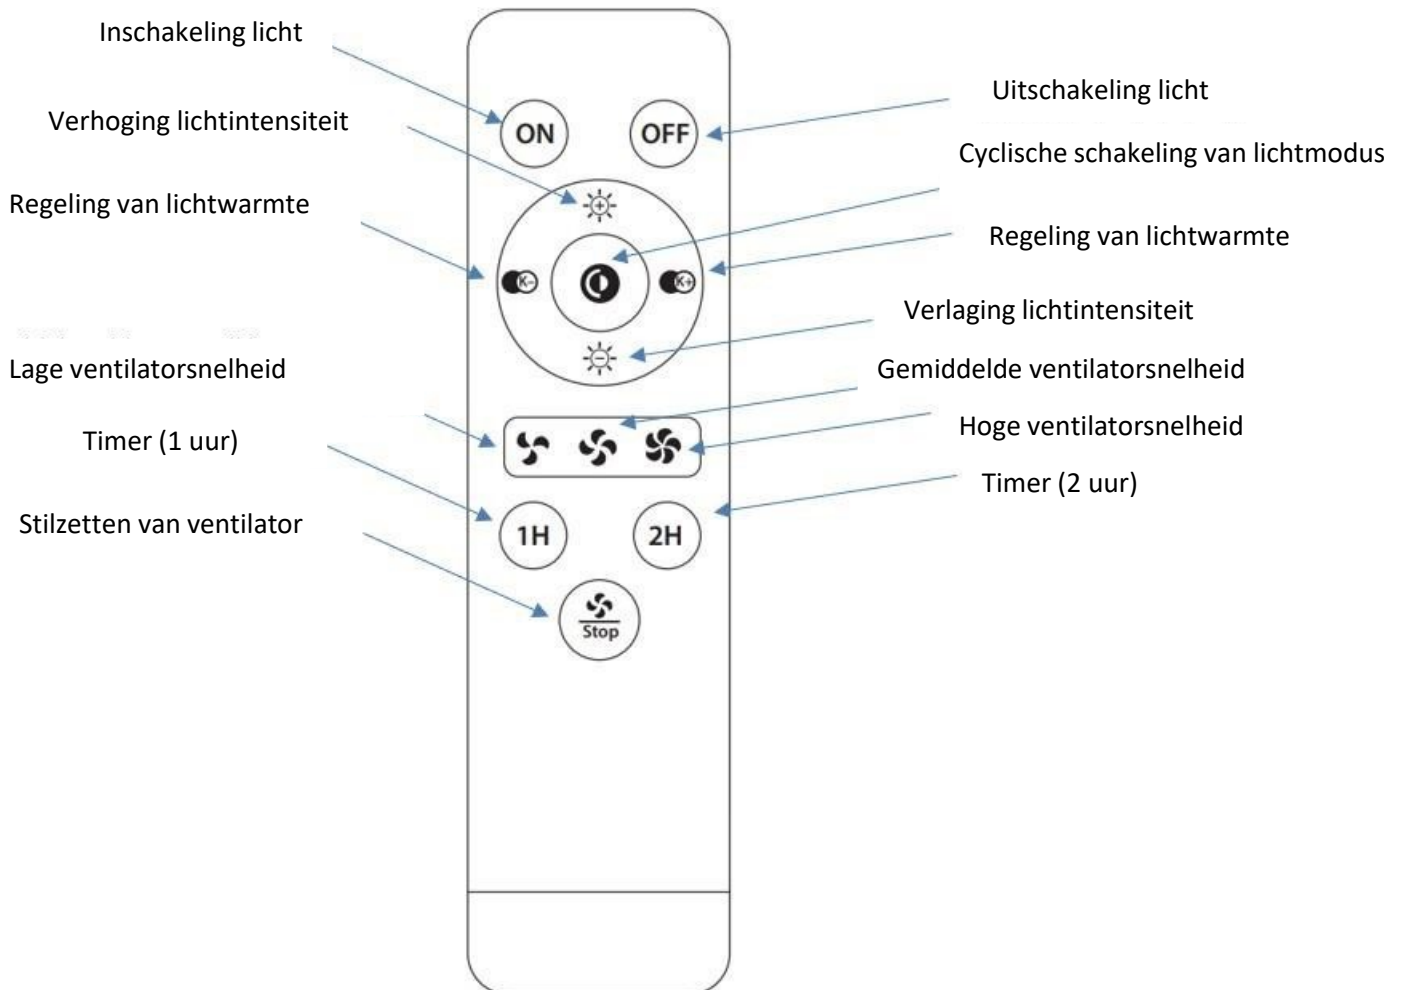 Inschakeling licht
Uitschakeling licht
Verhoging lichtintensiteit
ON
OFF
Cyclische schakeling van lichtmodus
Regeling van lichtwarmte
Regeling van lichtwarmte
K-
K+
Verlaging lichtintensiteit
Lage ventilatorsnelheid
Gemiddelde ventilatorsnelheid
Hoge ventilatorsnelheid
Timer (1 uur)
Timer (2 uur)
Stilzetten van ventilator
1H
2H
Stop